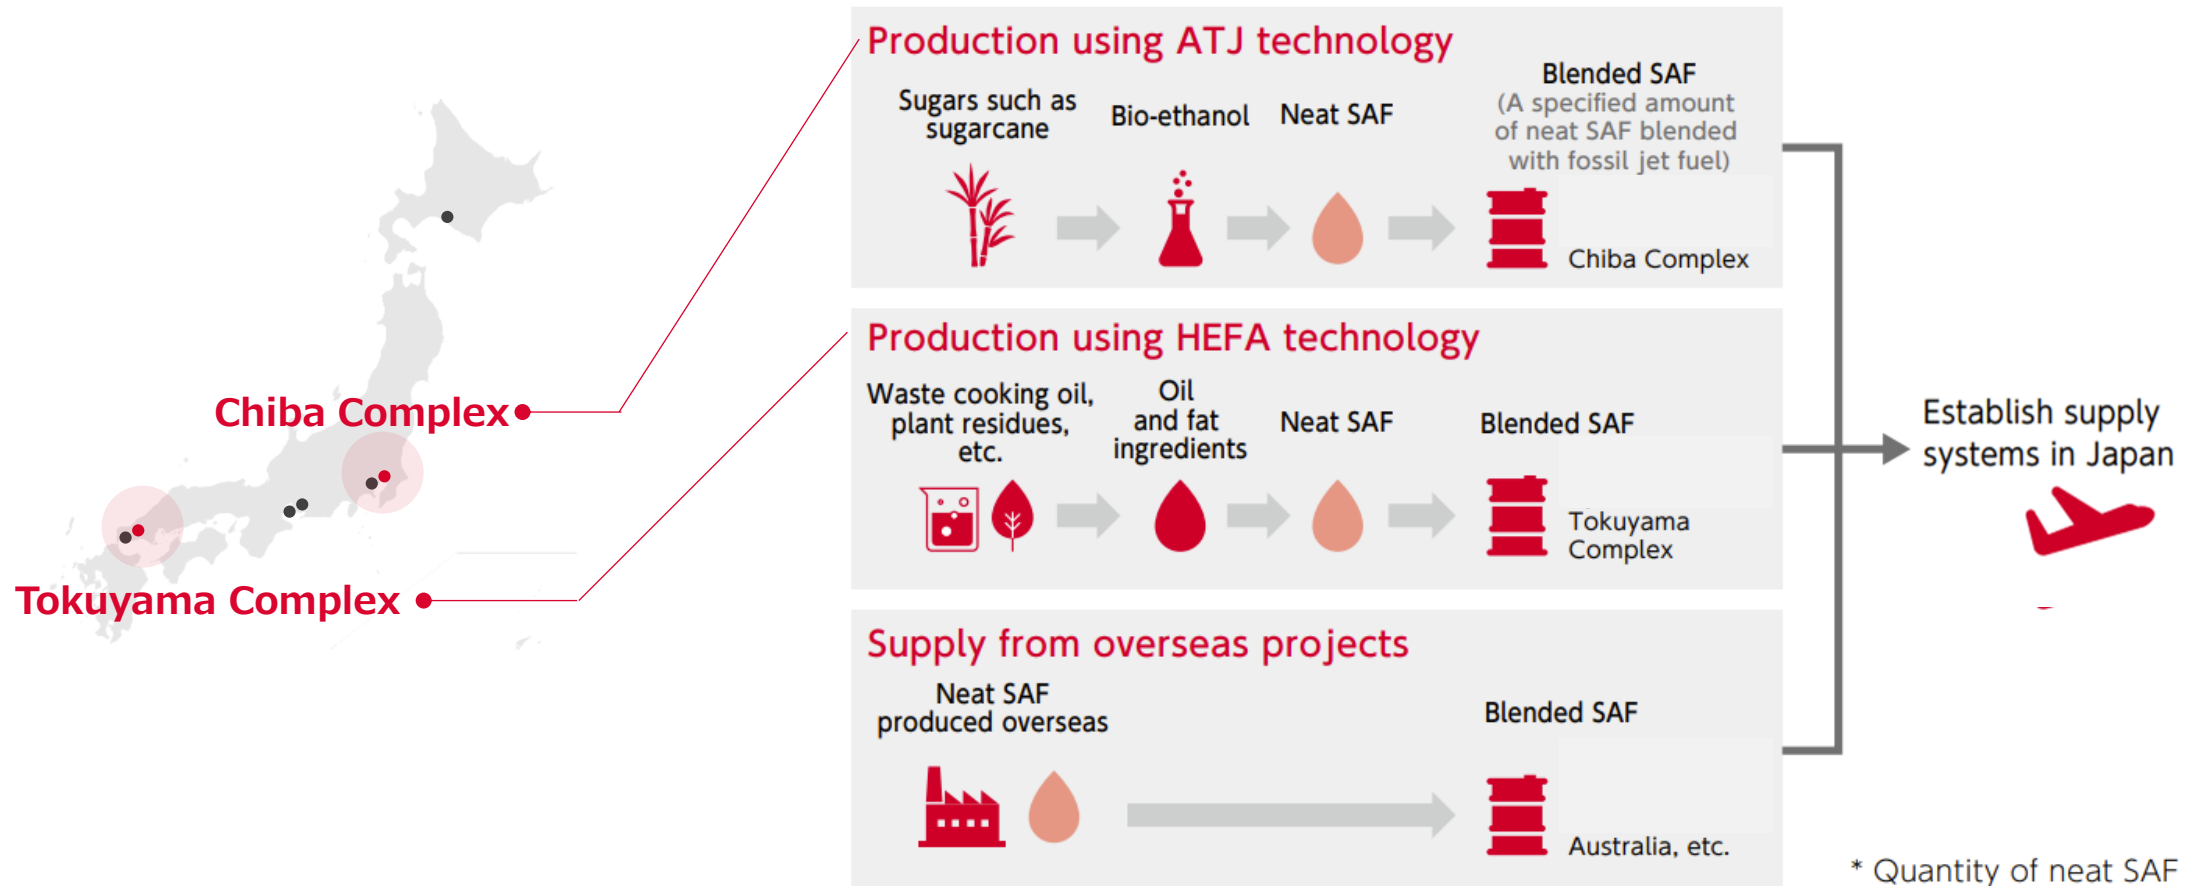 Chiba Complex
Tokuyama Complex
Production using ATJ technology
Sugars such as
sugarcane
Bio-ethanol
Neat SAF
Blended SAF
(A specified amount
of neat SAF blended
with fossil jet fuel)
Chiba Complex
Production using HEFA technology
Waste cooking oil,
plant residues,
etc.
Oil
and fat
ingredients
Neat SAF
Blended SAF
Tokuyama
Complex
Supply from overseas projects
Neat SAF
produced overseas
Blended SAF
Australia, etc.
Establish supply
systems in Japan
* Quantity of neat SAF